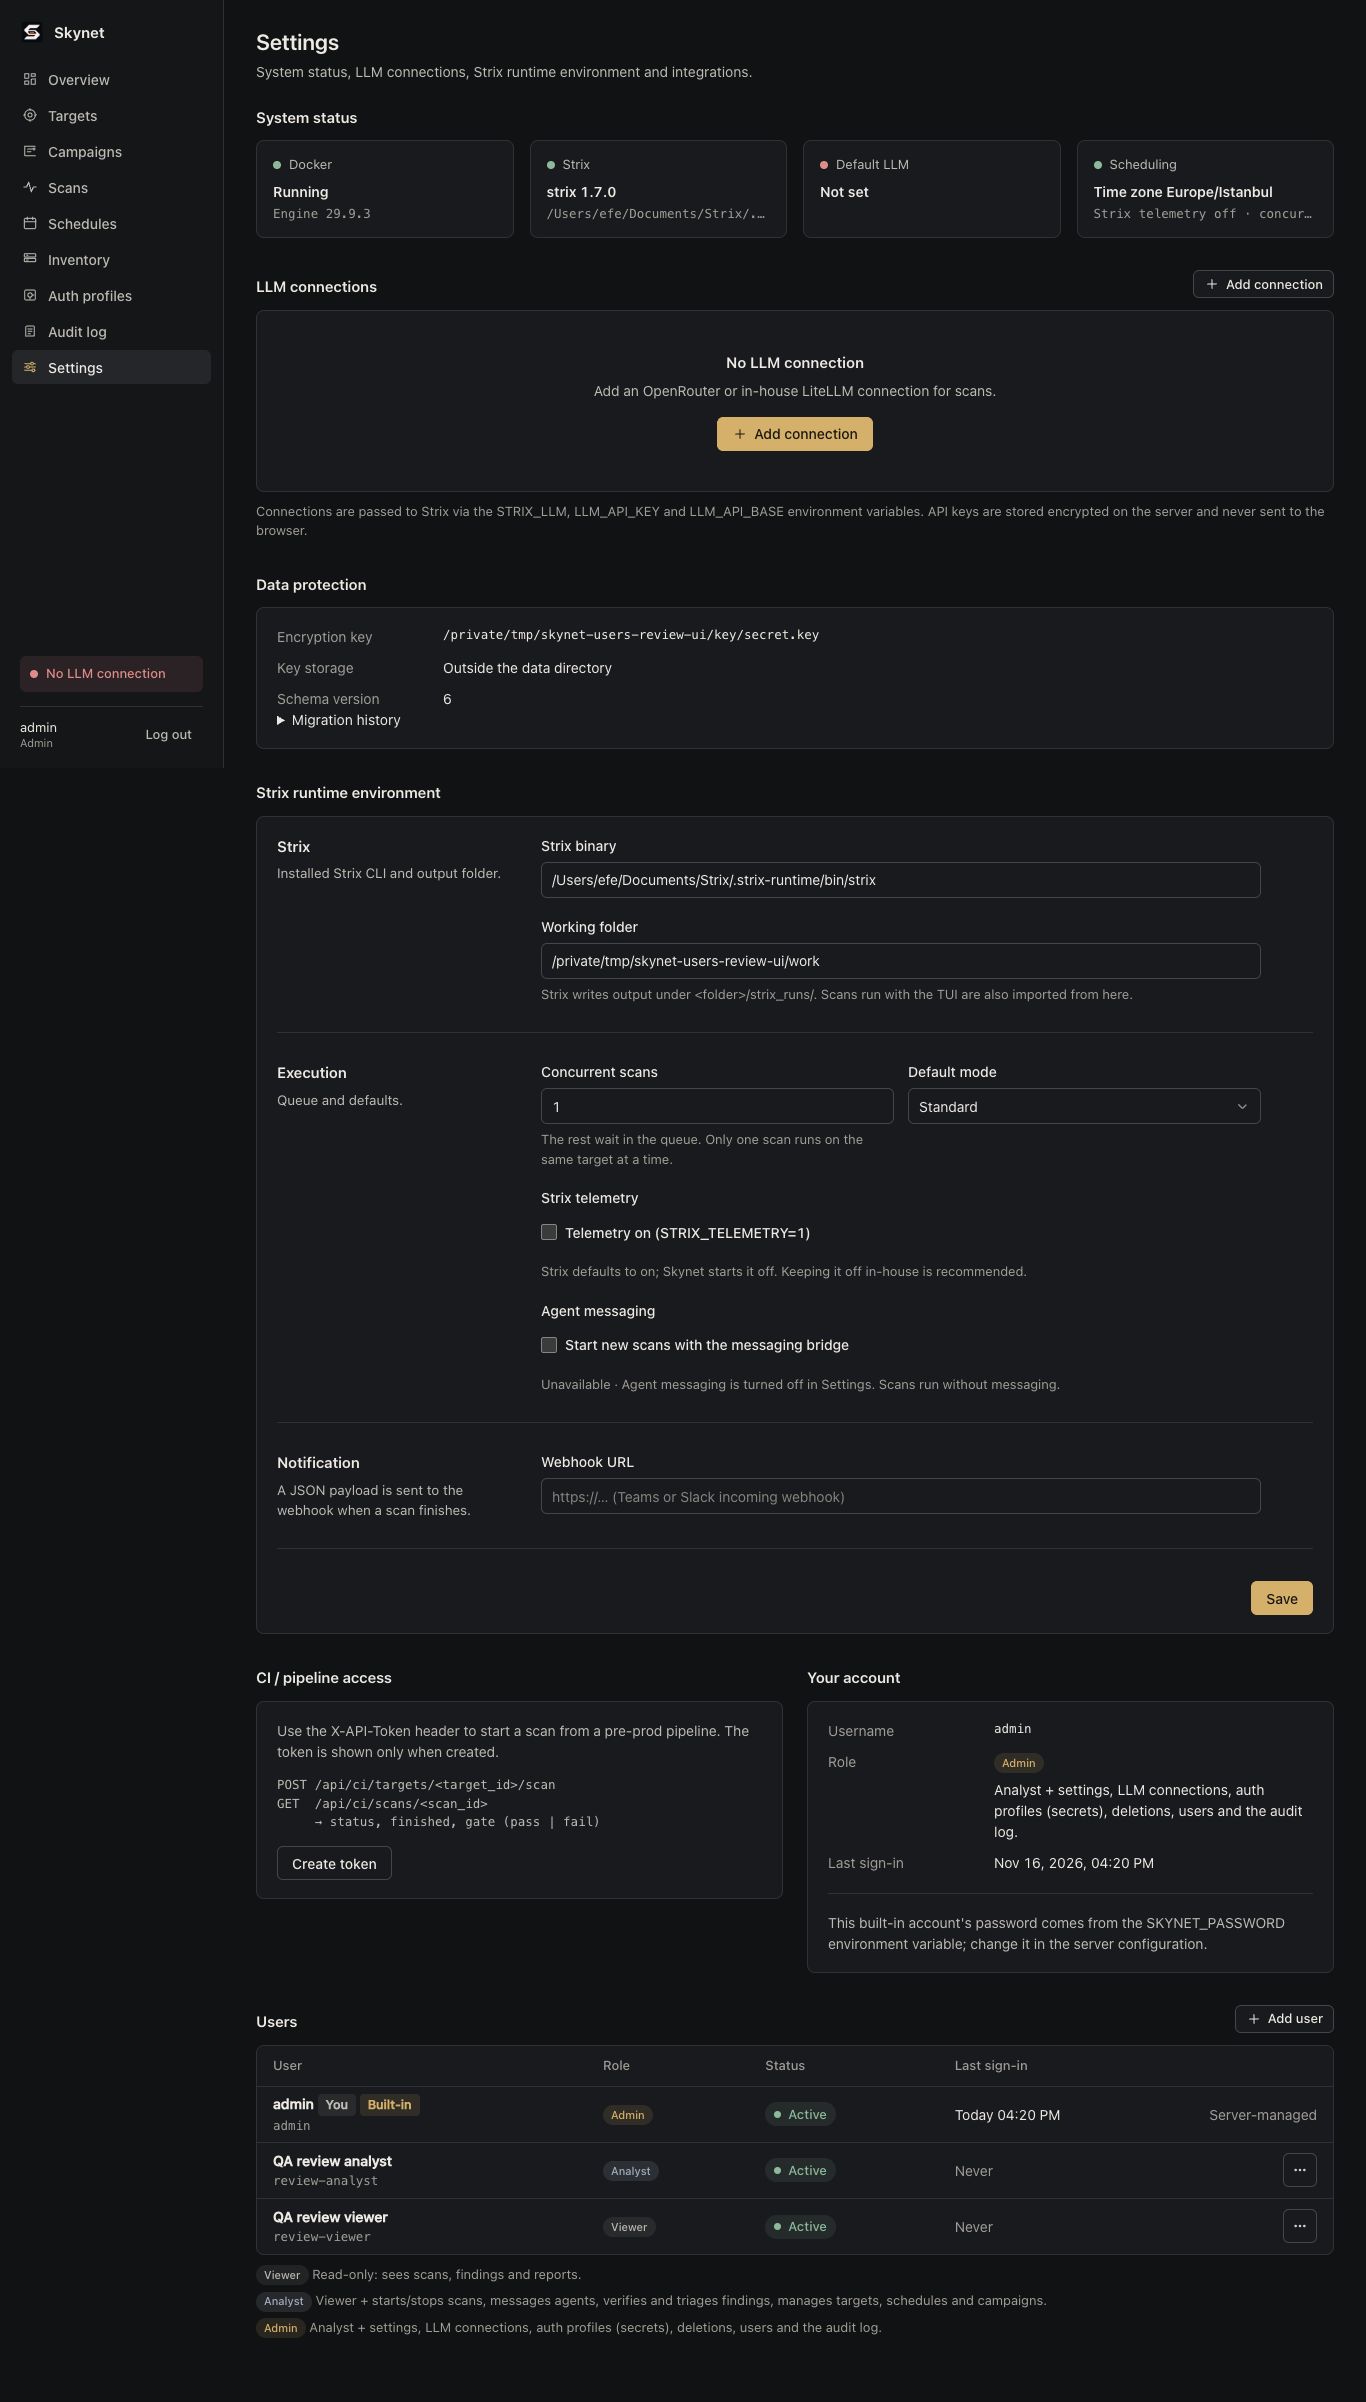 Skynet
Overview
Targets
Campaigns
Scans
Schedules
Inventory
Auth profiles
Audit log
Settings
No LLM connection
admin
Admin
Log out
Settings
System status, LLM connections, Strix runtime environment and integrations.
System status
Docker
Running
Engine 29.9.3
Strix
strix 1.7.0
/Users/efe/Documents/Strix/.…
Default LLM
Not set
Scheduling
Time zone Europe/Istanbul
Strix telemetry off · concur…
LLM connections
+ Add connection
No LLM connection
Add an OpenRouter or in-house LiteLLM connection for scans.
+ Add connection
Connections are passed to Strix via the STRIX_LLM, LLM_API_KEY and LLM_API_BASE environment variables. API keys are stored encrypted on the server and never sent to the
browser.
Data protection
Encryption key /private/tmp/skynet-users-review-ui/key/secret.key
Key storage Outside the data directory
Schema version 6
Migration history
Strix runtime environment
Strix
Installed Strix CLI and output folder.
Strix binary
/Users/efe/Documents/Strix/.strix-runtime/bin/strix
Working folder
/private/tmp/skynet-users-review-ui/work
Strix writes output under <folder>/strix_runs/. Scans run with the TUI are also imported from here.
Execution
Queue and defaults.
Concurrent scans
1
The rest wait in the queue. Only one scan runs on the
same target at a time.
Default mode
Standard
Strix telemetry
Telemetry on (STRIX_TELEMETRY=1)
Strix defaults to on; Skynet starts it off. Keeping it off in-house is recommended.
Agent messaging
Start new scans with the messaging bridge
Unavailable · Agent messaging is turned off in Settings. Scans run without messaging.
Notification
A JSON payload is sent to the
webhook when a scan finishes.
Webhook URL
https://… (Teams or Slack incoming webhook)
Save
CI / pipeline access
Use the X-API-Token header to start a scan from a pre-prod pipeline. The
token is shown only when created.
POST /api/ci/targets/<target_id>/scan
GET /api/ci/scans/<scan_id>
→ status, finished, gate (pass | fail)
Create token
Your account
Username admin
Role Admin
Analyst + settings, LLM connections, auth
profiles (secrets), deletions, users and the audit
log.
Last sign-in Nov 16, 2026, 04:20 PM
This built-in account's password comes from the SKYNET_PASSWORD
environment variable; change it in the server configuration.
Users
+ Add user
User Role Status Last sign-in
admin You Built-in
admin
Admin Active Today 04:20 PM Server-managed
QA review analyst
review-analyst
Analyst Active Never ···
QA review viewer
review-viewer
Viewer Active Never ···
Viewer Read-only: sees scans, findings and reports.
Analyst Viewer + starts/stops scans, messages agents, verifies and triages findings, manages targets, schedules and campaigns.
Admin Analyst + settings, LLM connections, auth profiles (secrets), deletions, users and the audit log.